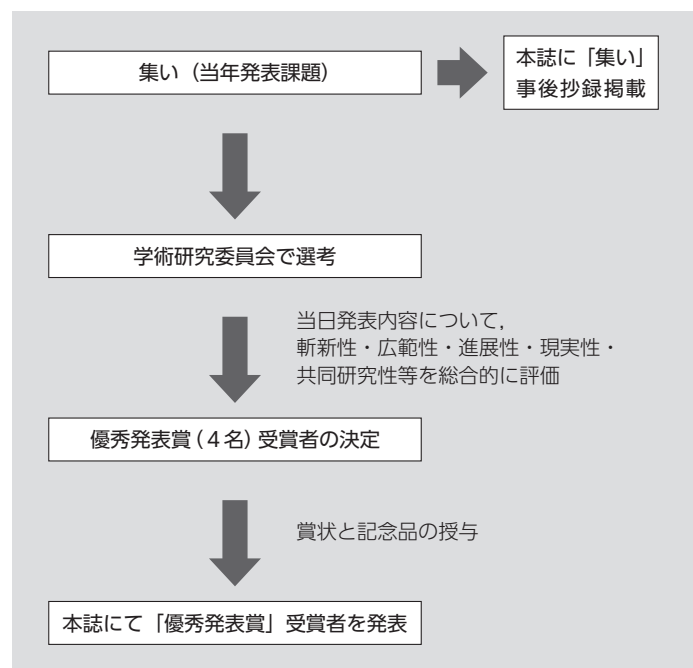 集い（当年発表課題）
本誌に「集い」
事後抄録掲載
学術研究委員会で選考
当日発表内容について，
斬新性・広範性・進展性・現実性・
共同研究性等を総合的に評価
優秀発表賞（4名）受賞者の決定
賞状と記念品の授与
本誌にて「優秀発表賞」受賞者を発表